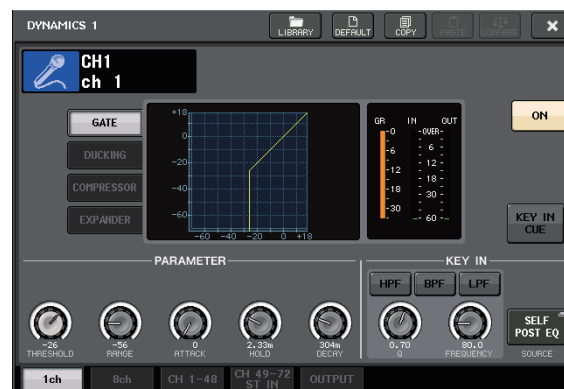 DYNAMICS 1
LIBRARY DEFAULT COPY PASTE COMPARE
CH1
ch 1
GATE
DUCKING
COMPRESSOR
EXPANDER
+18
0
-20
-40
-60
-60 -40 -20 0 +18
GR IN OUT
-0 -OVER-
-6 - 6 -
-12 - 12 -
-18 - 18 -
-30 - 30 -
- 60 -
ON
KEY IN
CUE
PARAMETER
-26 -56 0 2.33m 304m
THRESHOLD RANGE ATTACK HOLD DECAY
KEY IN
HPF BPF LPF
0.70 80.0
Q FREQUENCY
SELF
POST EQ
SOURCE
1ch 8ch CH 1-48 CH 49-72
ST IN OUTPUT